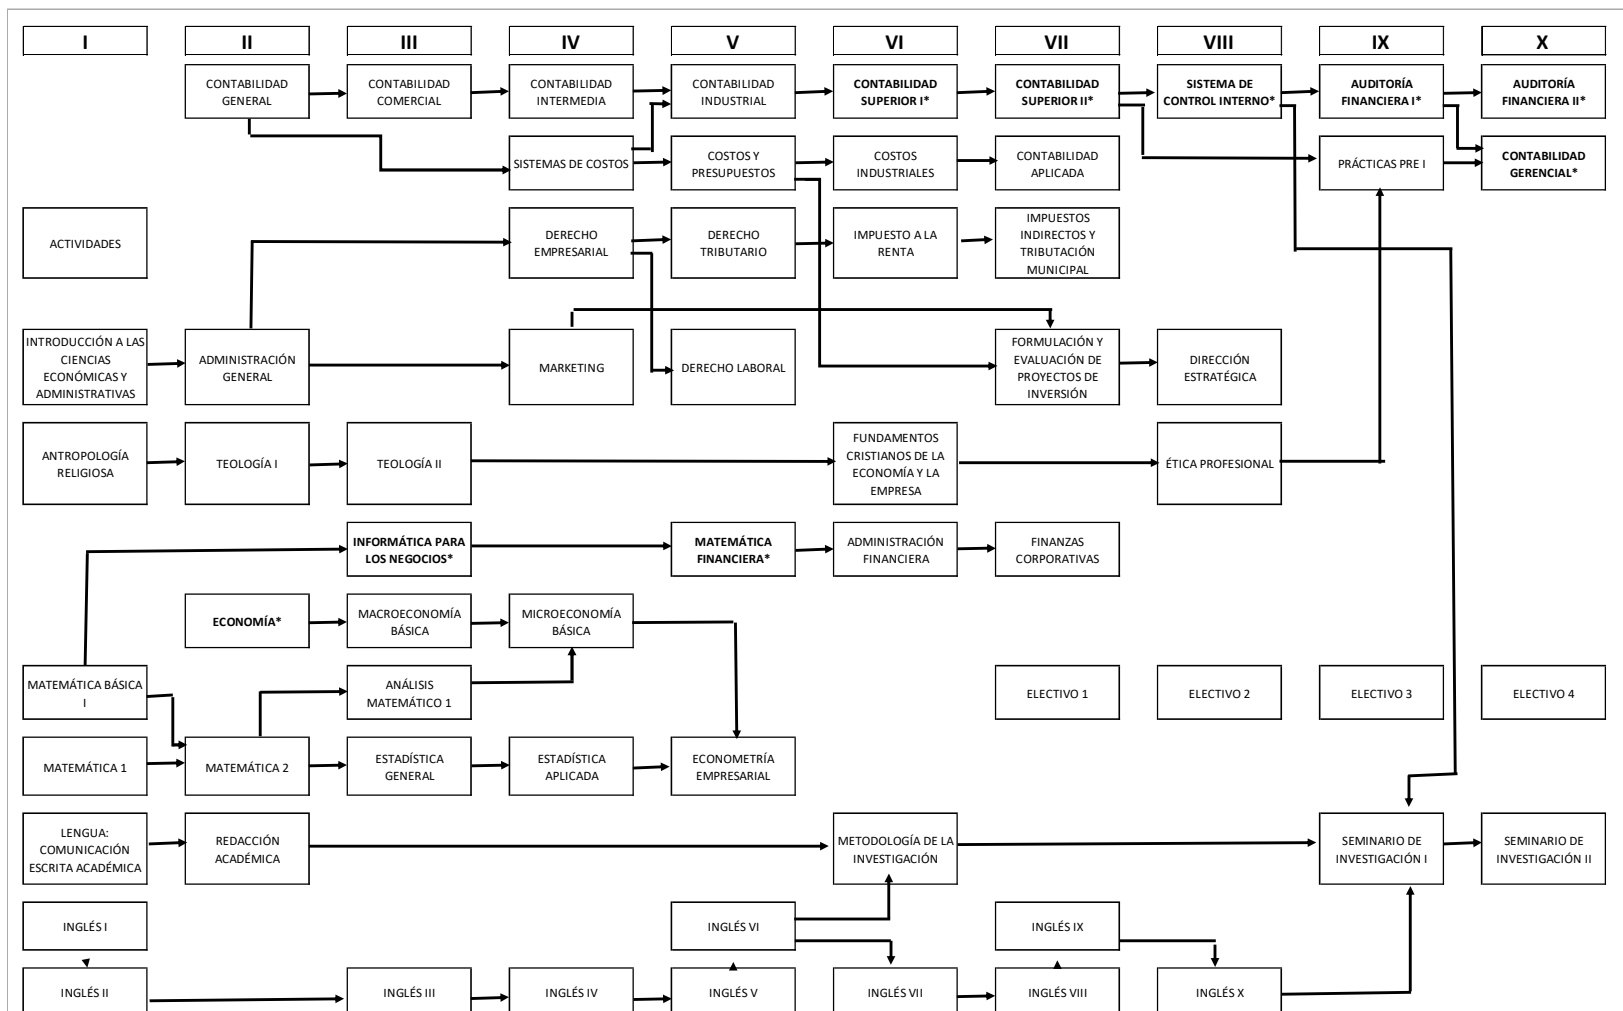 I
II
III
IV
V
VI
VII
VIII
IX
X
CONTABILIDAD
GENERAL
CONTABILIDAD
COMERCIAL
CONTABILIDAD
INTERMEDIA
CONTABILIDAD
INDUSTRIAL
CONTABILIDAD
SUPERIOR I*
CONTABILIDAD
SUPERIOR II*
SISTEMA DE
CONTROL INTERNO*
AUDITORÍA
FINANCIERA I*
AUDITORÍA
FINANCIERA II*
SISTEMAS DE COSTOS
COSTOS Y
PRESUPUESTOS
COSTOS
INDUSTRIALES
CONTABILIDAD
APLICADA
PRÁCTICAS PRE I
CONTABILIDAD
GERENCIAL*
ACTIVIDADES
DERECHO
EMPRESARIAL
DERECHO
TRIBUTARIO
IMPUESTO A LA
RENTA
IMPUESTOS
INDIRECTOS Y
TRIBUTACIÓN
MUNICIPAL
INTRODUCCIÓN A LAS
CIENCIAS
ECONÓMICAS Y
ADMINISTRATIVAS
ADMINISTRACIÓN
GENERAL
MARKETING
DERECHO LABORAL
FORMULACIÓN Y
EVALUACIÓN DE
PROYECTOS DE
INVERSIÓN
DIRECCIÓN
ESTRATÉGICA
ANTROPOLOGÍA
RELIGIOSA
TEOLOGÍA I
TEOLOGÍA II
FUNDAMENTOS
CRISTIANOS DE LA
ECONOMÍA Y LA
EMPRESA
ÉTICA PROFESIONAL
INFORMÁTICA PARA
LOS NEGOCIOS*
MATEMÁTICA
FINANCIERA*
ADMINISTRACIÓN
FINANCIERA
FINANZAS
CORPORATIVAS
ECONOMÍA*
MACROECONOMÍA
BÁSICA
MICROECONOMÍA
BÁSICA
MATEMÁTICA BÁSICA
I
ANÁLISIS
MATEMÁTICO 1
ELECTIVO 1
ELECTIVO 2
ELECTIVO 3
ELECTIVO 4
MATEMÁTICA 1
MATEMÁTICA 2
ESTADÍSTICA
GENERAL
ESTADÍSTICA
APLICADA
ECONOMETRÍA
EMPRESARIAL
LENGUA:
COMUNICACIÓN
ESCRITA ACADÉMICA
REDACCIÓN
ACADÉMICA
METODOLOGÍA DE LA
INVESTIGACIÓN
SEMINARIO DE
INVESTIGACIÓN I
SEMINARIO DE
INVESTIGACIÓN II
INGLÉS I
INGLÉS VI
INGLÉS IX
INGLÉS II
INGLÉS III
INGLÉS IV
INGLÉS V
INGLÉS VII
INGLÉS VIII
INGLÉS X